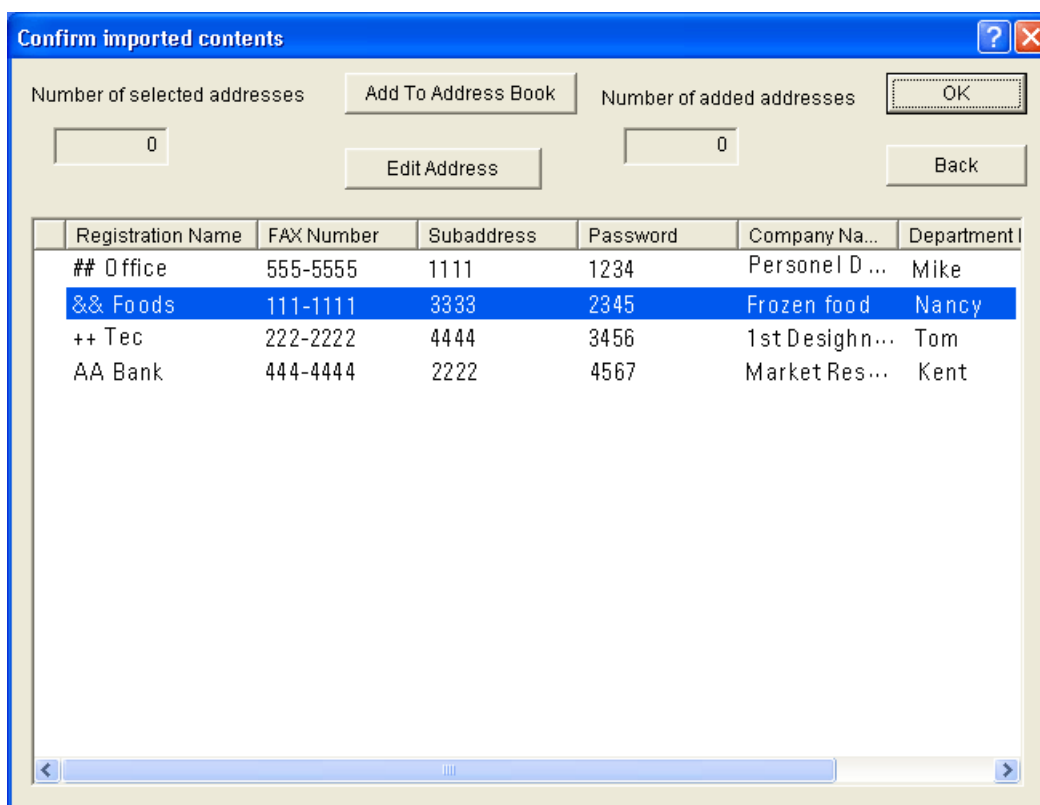 Confirm imported contents
Number of selected addresses
Add To Address Book
Number of added addresses
OK
0
0
Edit Address
Back
Registration Name FAX Number Subaddress Password Company Na... Department I
## Office 555-5555 1111 1234 Personel D ... Mike
&& Foods 111-1111 3333 2345 Frozen food Nancy
++ Tec 222-2222 4444 3456 1st Desighn... Tom
AA Bank 444-4444 2222 4567 Market Res... Kent